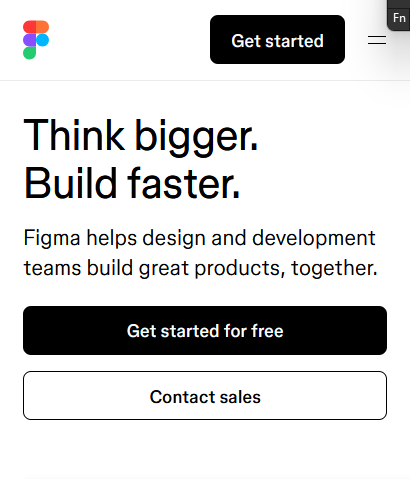 Get started
Fn
Think bigger.
Build faster.
Figma helps design and development
teams build great products, together.
Get started for free
Contact sales